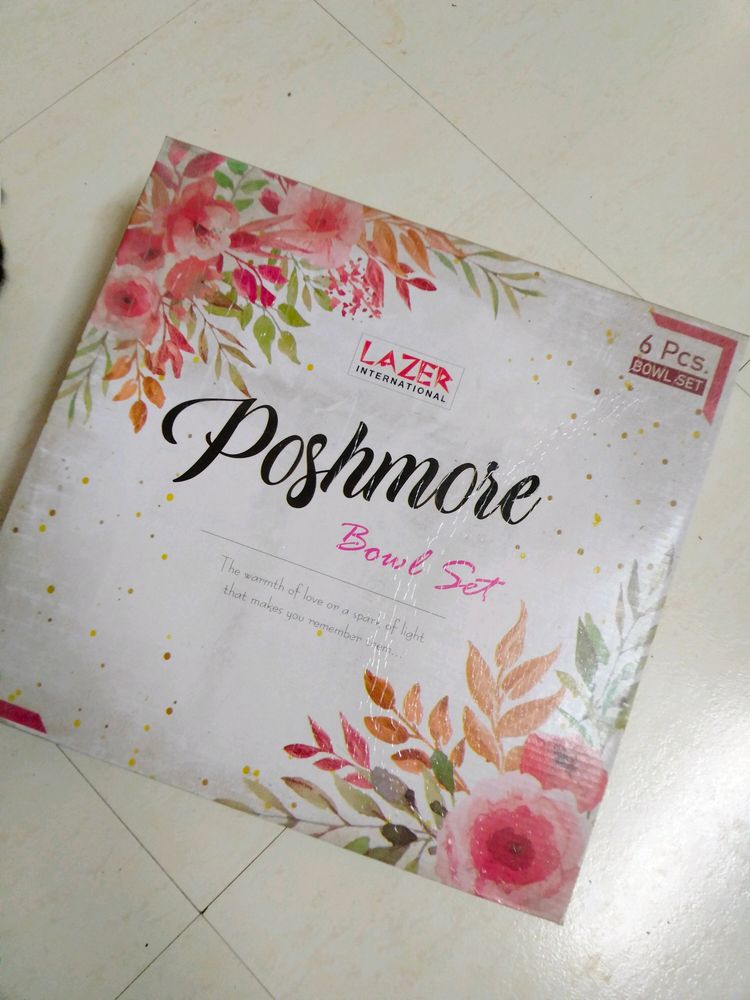 6 Pcs.
BOWL SET
LAZER
INTERNATIONAL
Poshmore
Bowl Set
The warmth of love or a spark of light
that makes you remember them...